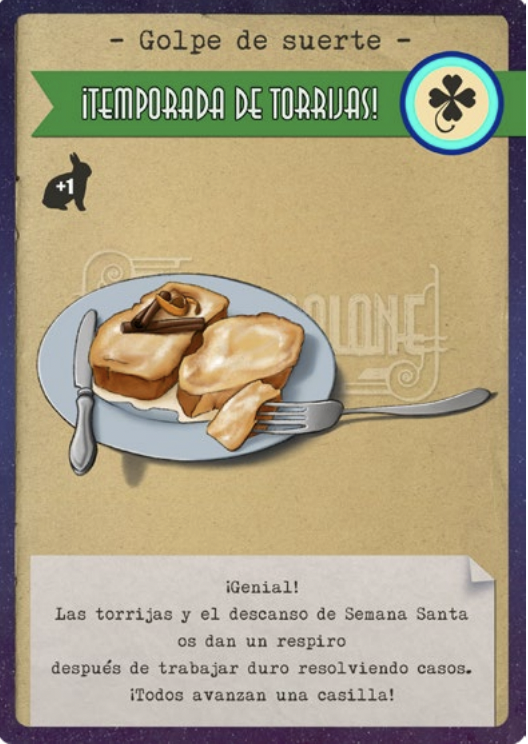 - Golpe de suerte -
¡TEMPORADA DE TORRIJAS!
+1
¡Genial!
Las torrijas y el descanso de Semana Santa
os dan un respiro
después de trabajar duro resolviendo casos.
¡Todos avanzan una casilla!